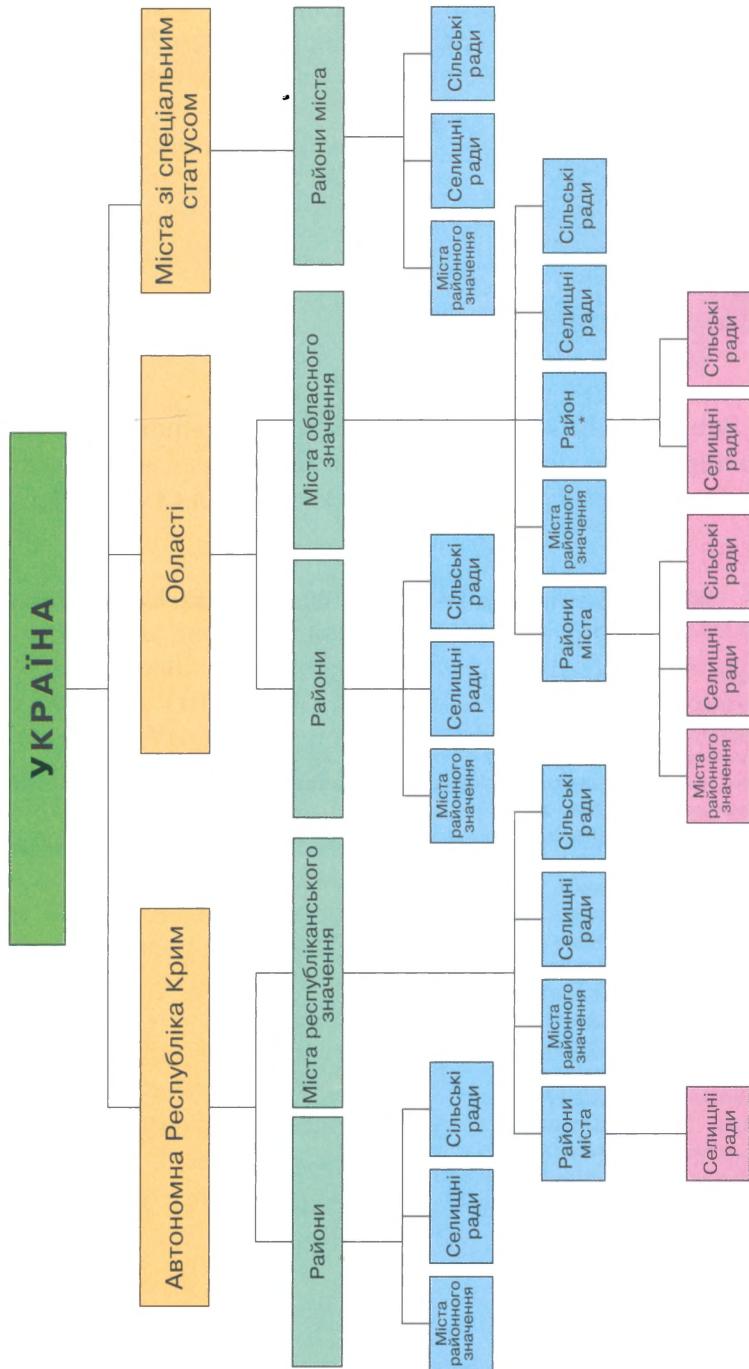 УКРАЇНА
Автономна Республіка Крим
Області
Міста зі спеціальним
статусом
Райони
Міста республіканського
значення
Райони
Міста обласного
значення
Райони міста
Міста
районного
значення
Селищні
ради
Сільські
ради
Міста
районного
значення
Селищні
ради
Сільські
ради
Міста
районного
значення
Селищні
ради
Сільські
ради
Райони
міста
Міста
районного
значення
Селищні
ради
Сільські
ради
Райони
міста
Міста
районного
значення
Район
*
Селищні
ради
Сільські
ради
Селищні
ради
Міста
районного
значення
Селищні
ради
Сільські
ради
Селищні
ради
Сільські
ради